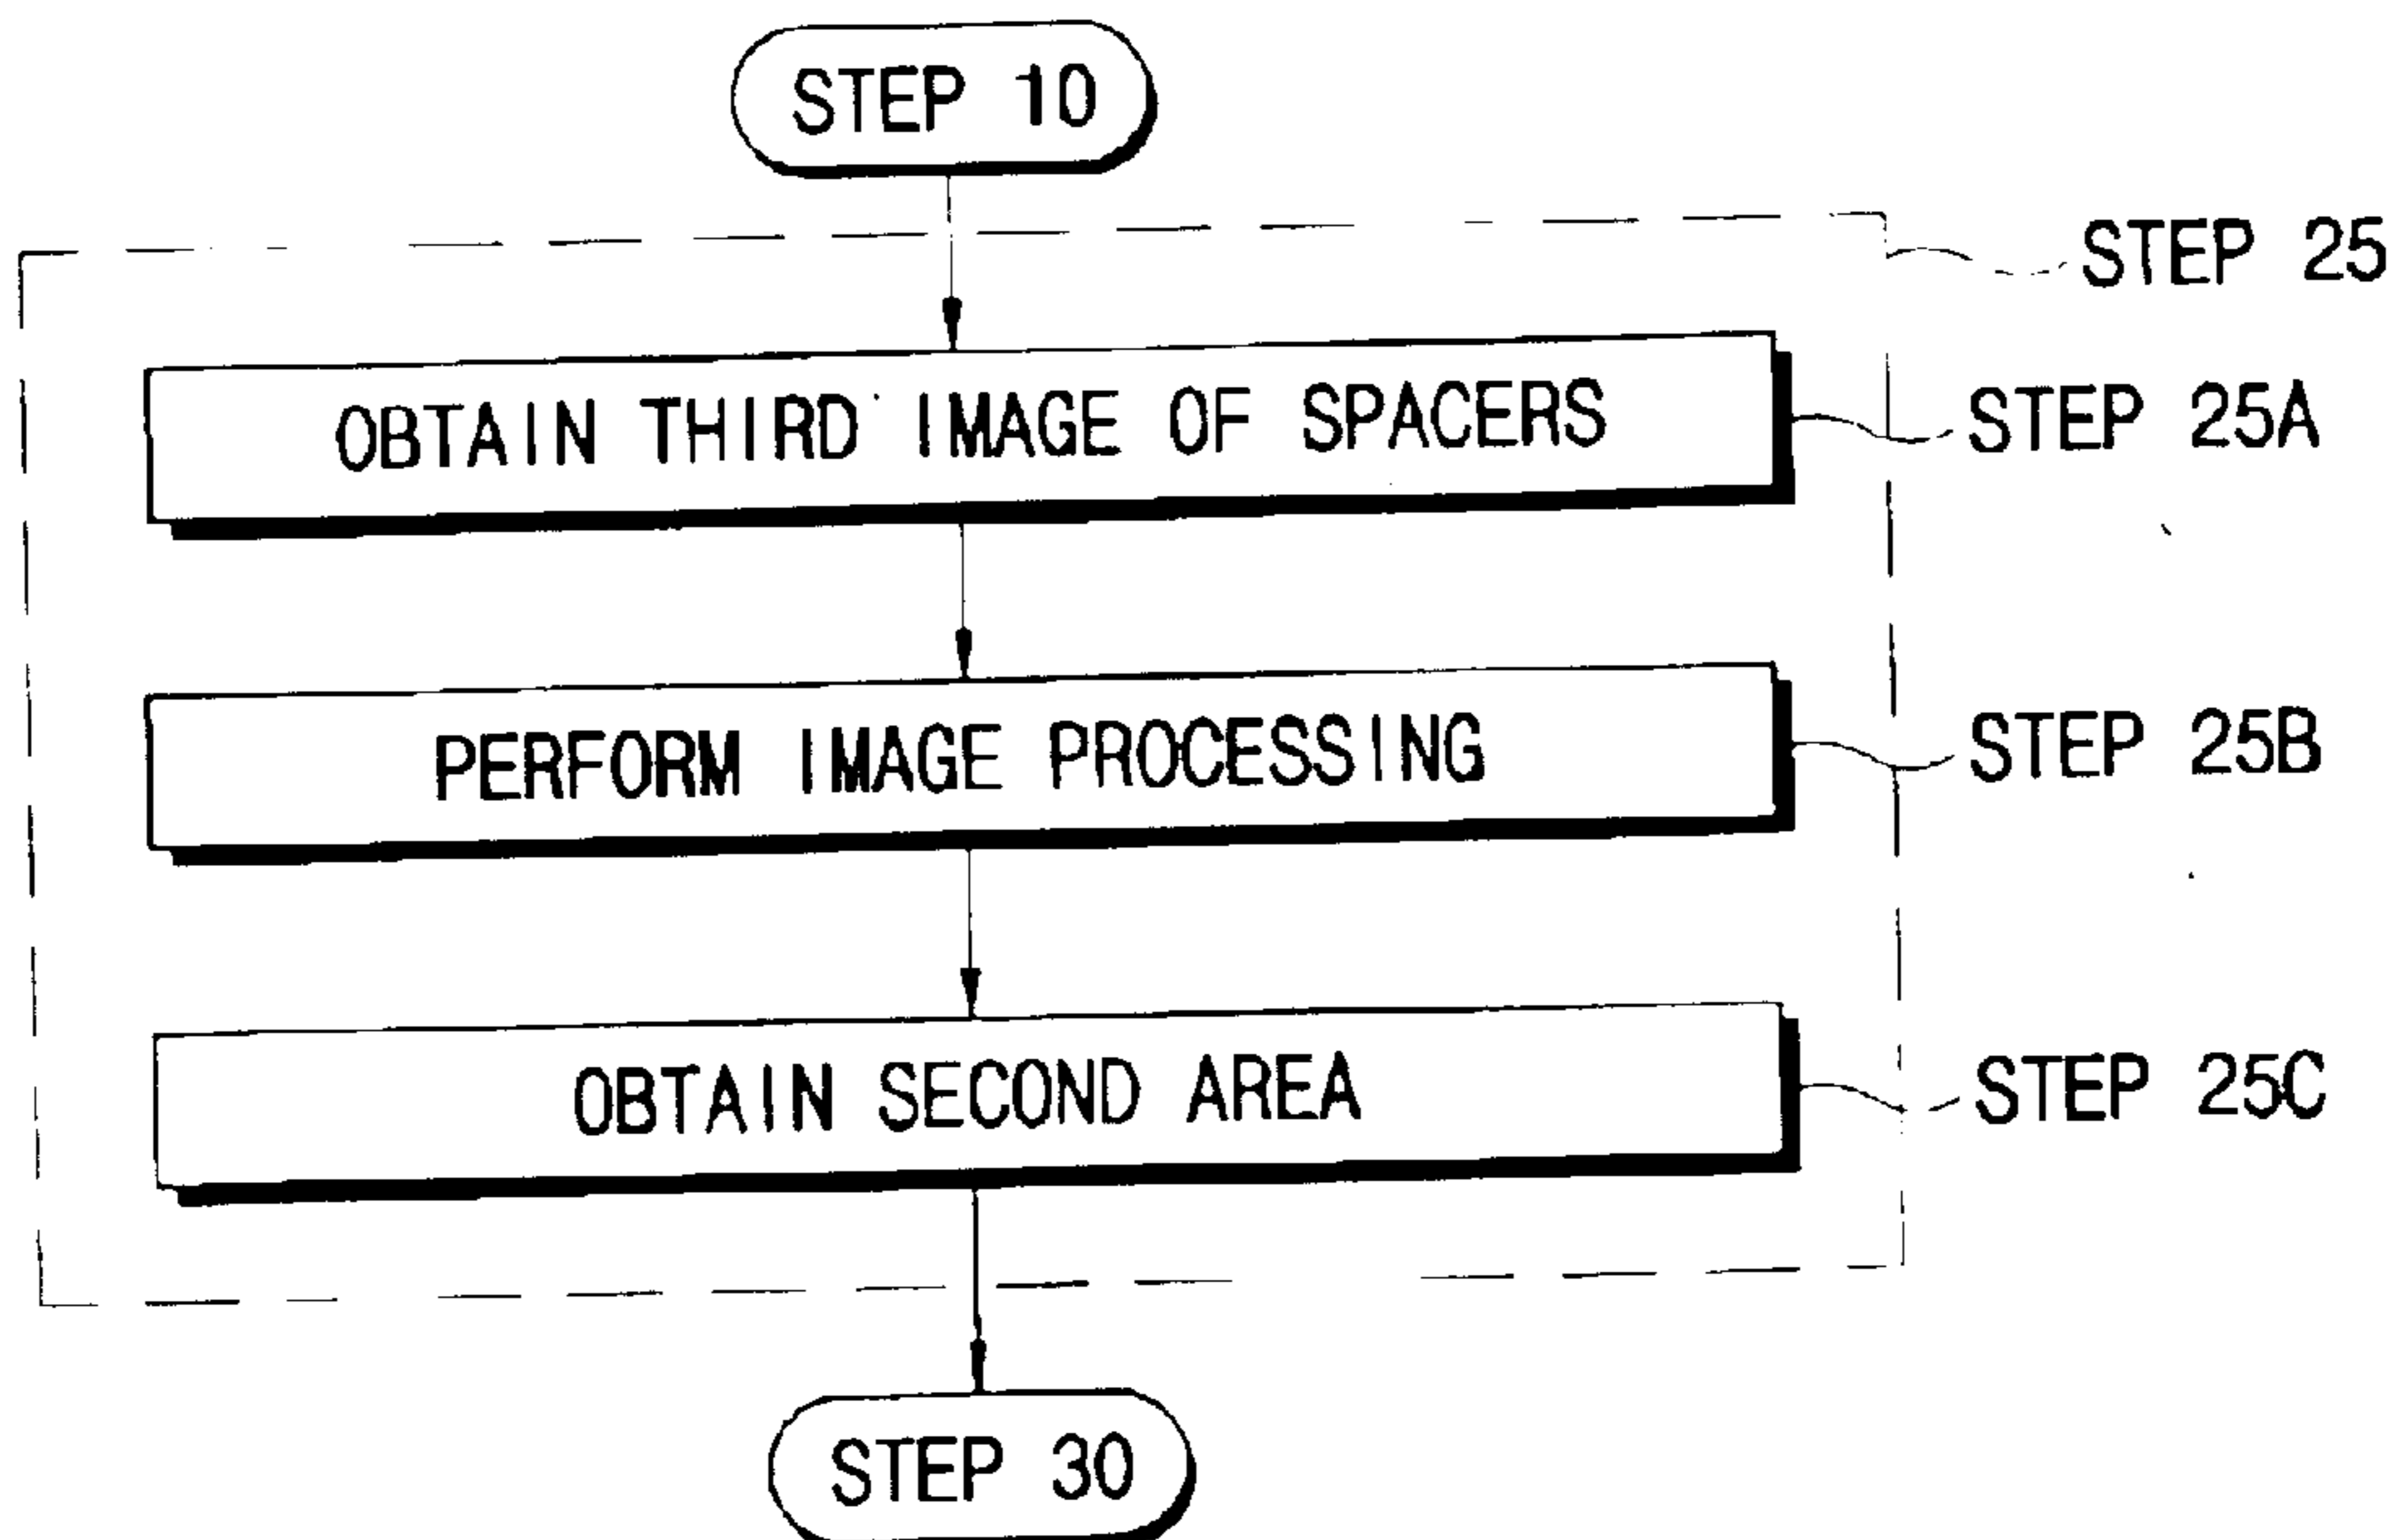 STEP 10
STEP 25
OBTAIN THIRD IMAGE OF SPACERS
STEP 25A
PERFORM IMAGE PROCESSING
STEP 25B
OBTAIN SECOND AREA
STEP 25C
STEP 30